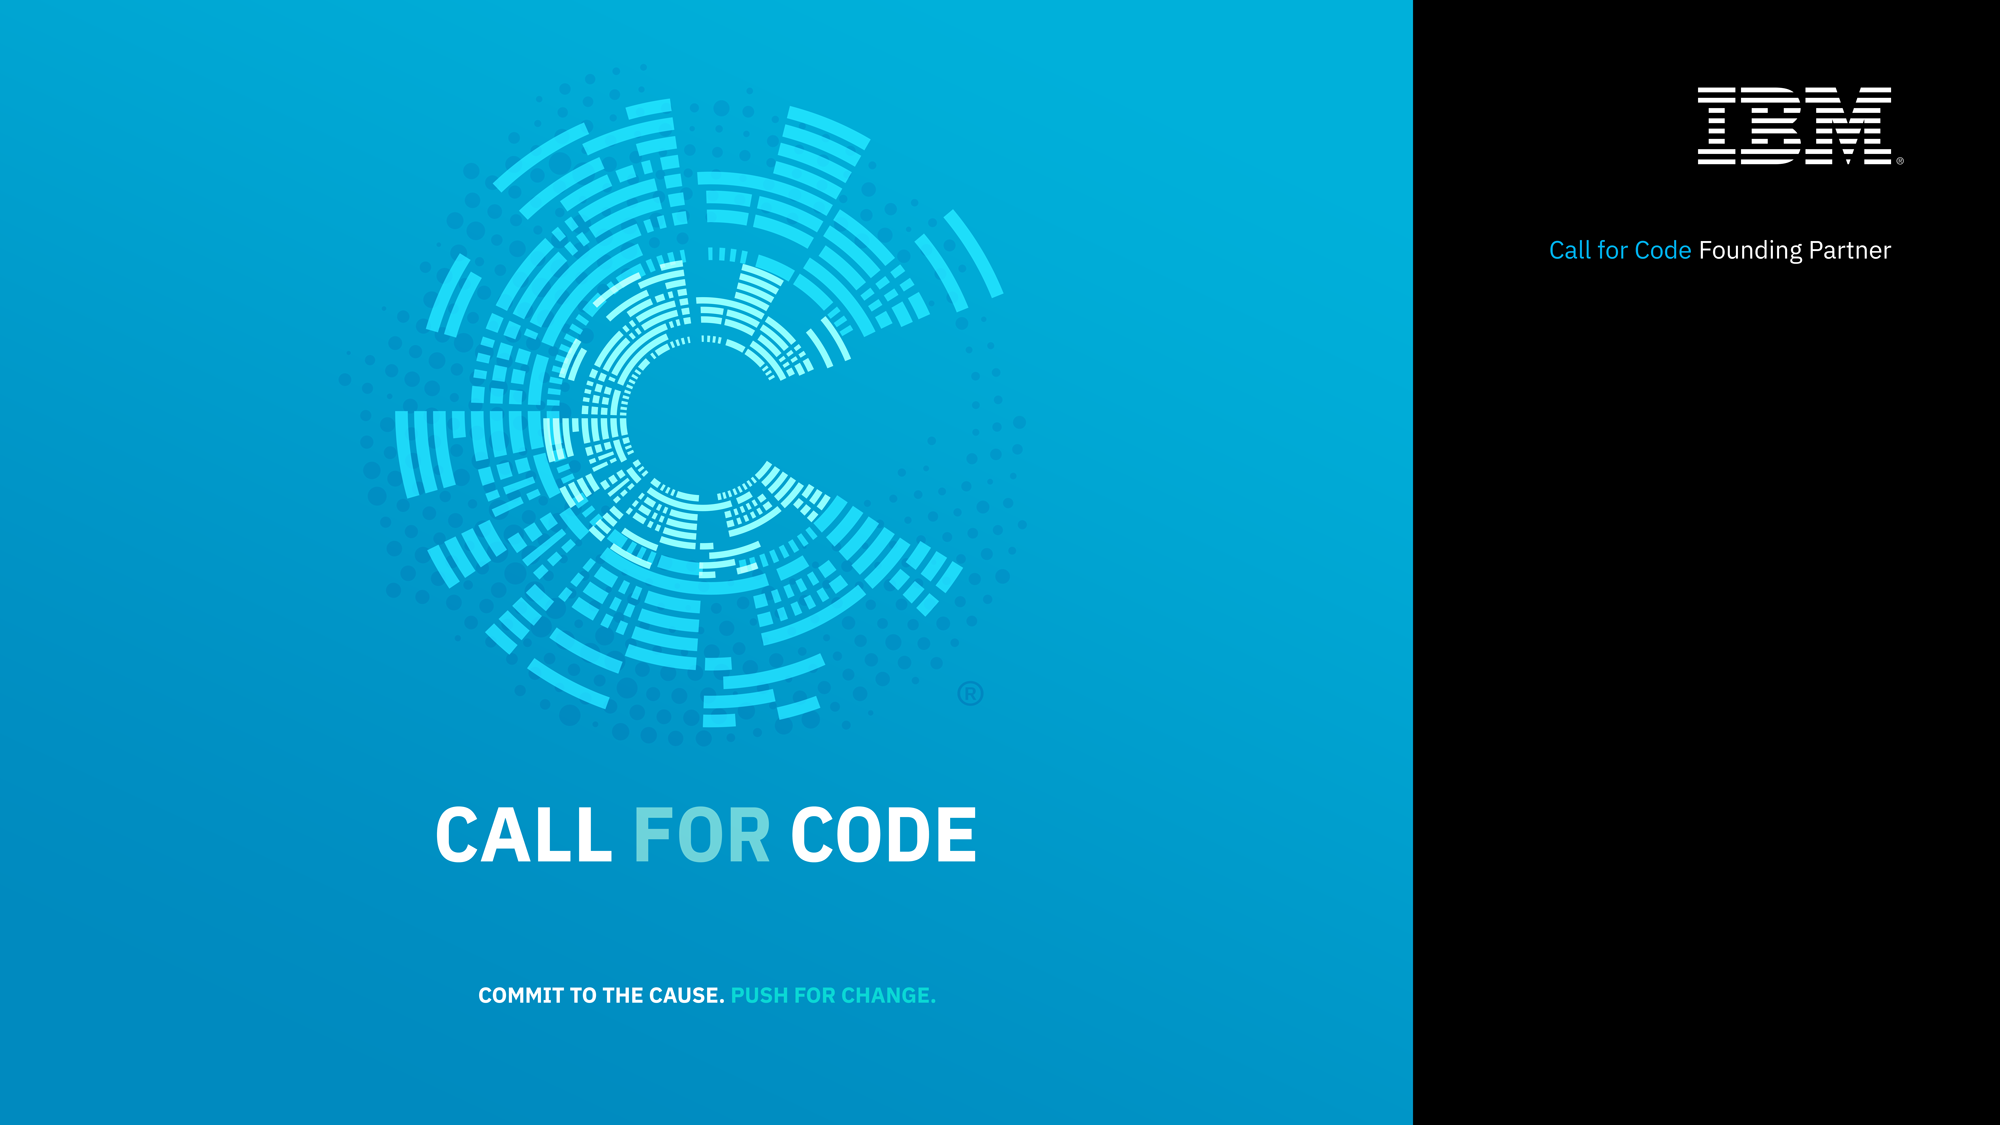 CALL FOR CODE
COMMIT TO THE CAUSE. PUSH FOR CHANGE.
IBM®
Call for Code Founding Partner
®